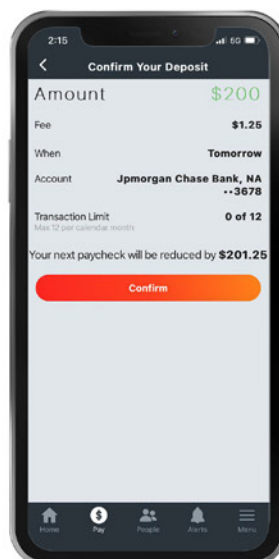 2:15
5G
Confirm Your Deposit
Amount $200
Fee $1.25
When Tomorrow
Account Jpmorgan Chase Bank, NA
••3678
Transaction Limit 0 of 12
Max 12 per calendar month
Your next paycheck will be reduced by $201.25
Confirm
$
Home Pay People Alerts Menu